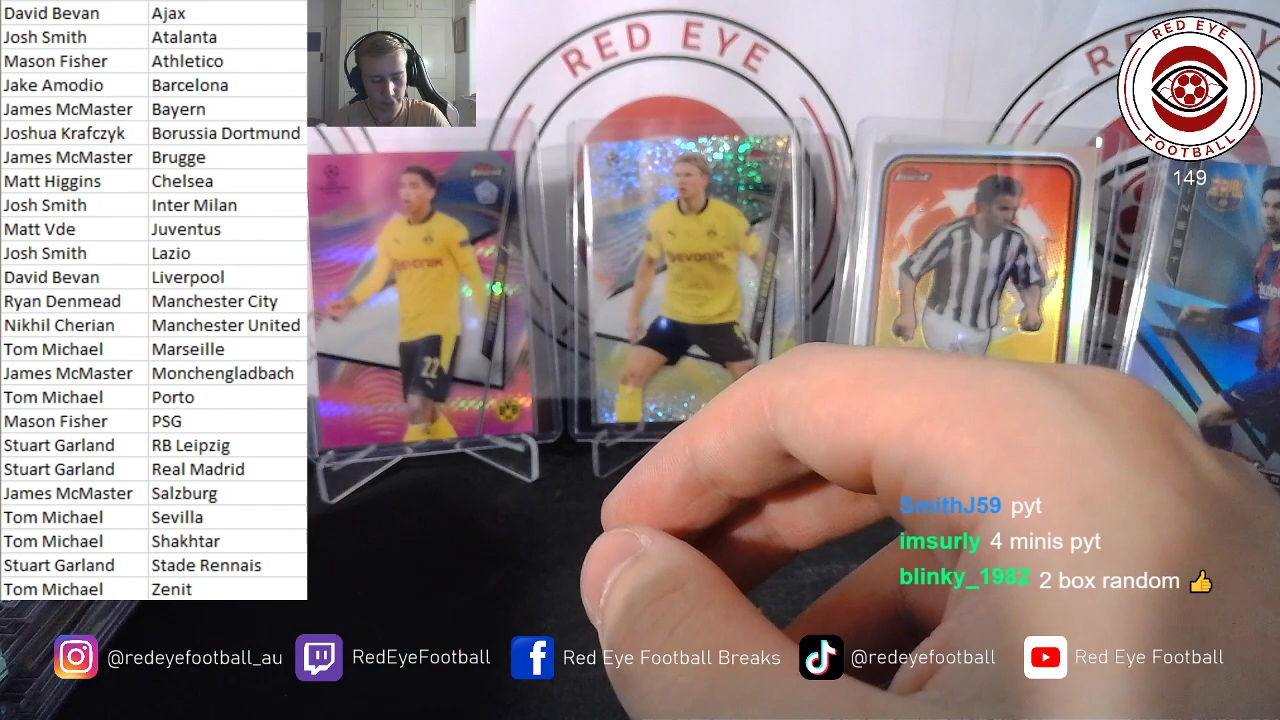 David Bevan Ajax
Josh Smith Atalanta
Mason Fisher Athletico
Jake Amodio Barcelona
James McMaster Bayern
Joshua Krafczyk Borussia Dortmund
James McMaster Brugge
Matt Higgins Chelsea
Josh Smith Inter Milan
Matt Vde Juventus
Josh Smith Lazio
David Bevan Liverpool
Ryan Denmead Manchester City
Nikhil Cherian Manchester United
Tom Michael Marseille
James McMaster Monchengladbach
Tom Michael Porto
Mason Fisher PSG
Stuart Garland RB Leipzig
Stuart Garland Real Madrid
James McMaster Salzburg
Tom Michael Sevilla
Tom Michael Shakhtar
Stuart Garland Stade Rennais
Tom Michael Zenit
RED EYE
RED EYE
FOOTBALL
149
EVONIK
22
EVONIK
SmithJ59 pyt
imsurly 4 minis pyt
blinky_1982 2 box random 👍
@redeyefootball_au
RedEyeFootball
Red Eye Football Breaks
@redeyefootball
Red Eye Football